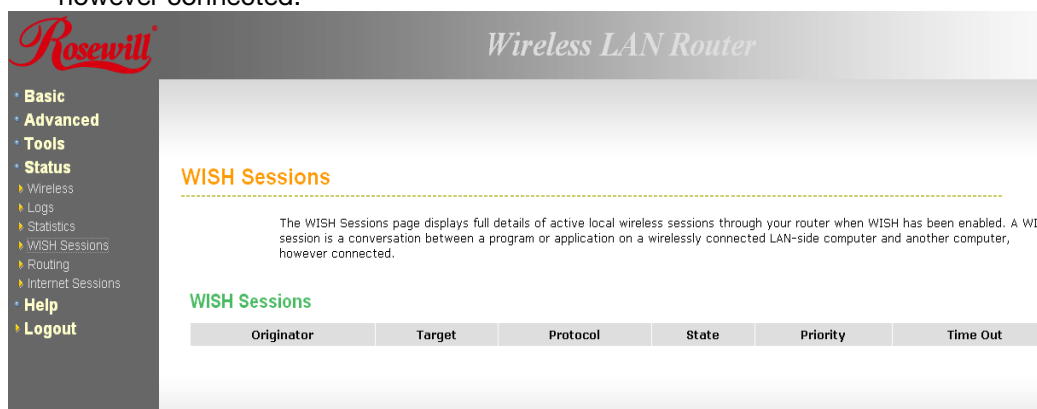 however connected.
Rosewill
Wireless LAN Router
Basic
Advanced
Tools
Status
Wireless
Logs
Statistics
WISH Sessions
Routing
Internet Sessions
Help
Logout
WISH Sessions
The WISH Sessions page displays full details of active local wireless sessions through your router when WISH has been enabled. A WI
session is a conversation between a program or application on a wirelessly connected LAN-side computer and another computer,
however connected.
WISH Sessions
Originator Target Protocol State Priority Time Out